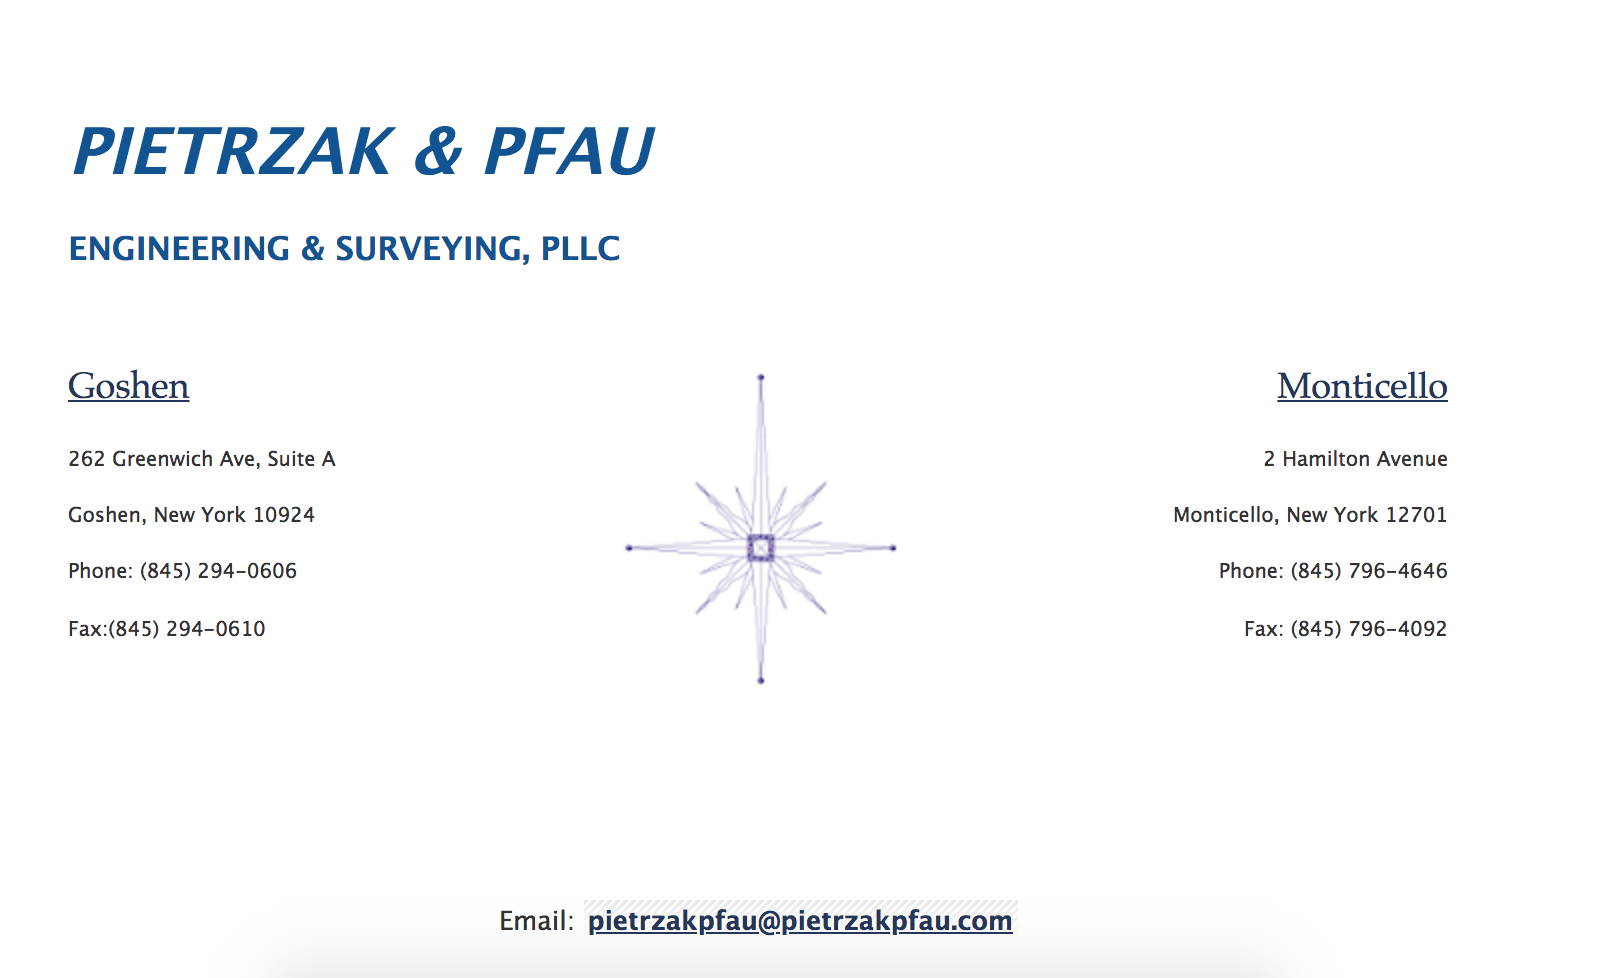 PIETRZAK & PFAU
ENGINEERING & SURVEYING, PLLC
Goshen
262 Greenwich Ave, Suite A
Goshen, New York 10924
Phone: (845) 294-0606
Fax:(845) 294-0610
Monticello
2 Hamilton Avenue
Monticello, New York 12701
Phone: (845) 796-4646
Fax: (845) 796-4092
Email: pietrzakpfau@pietrzakpfau.com